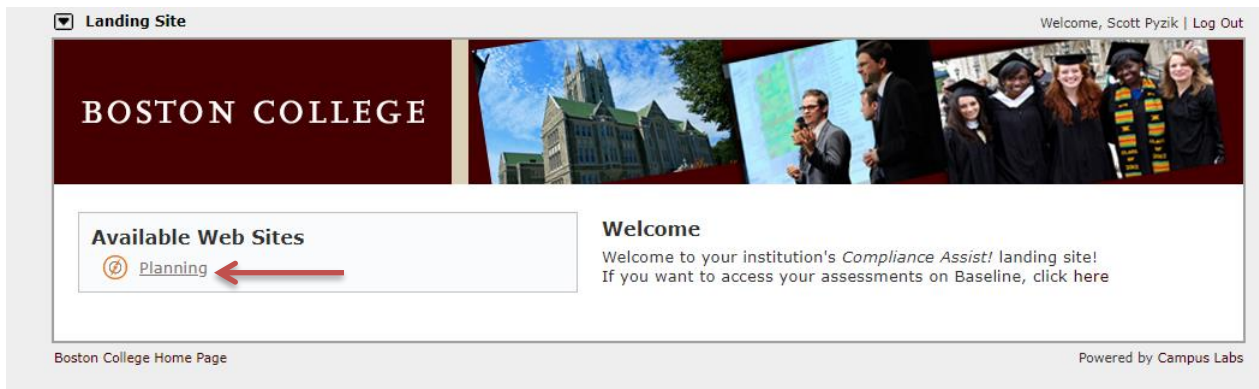 Landing Site
Welcome, Scott Pyzik | Log Out
BOSTON COLLEGE
Available Web Sites
Planning
Welcome
Welcome to your institution's Compliance Assist! landing site!
If you want to access your assessments on Baseline, click here
Boston College Home Page
Powered by Campus Labs